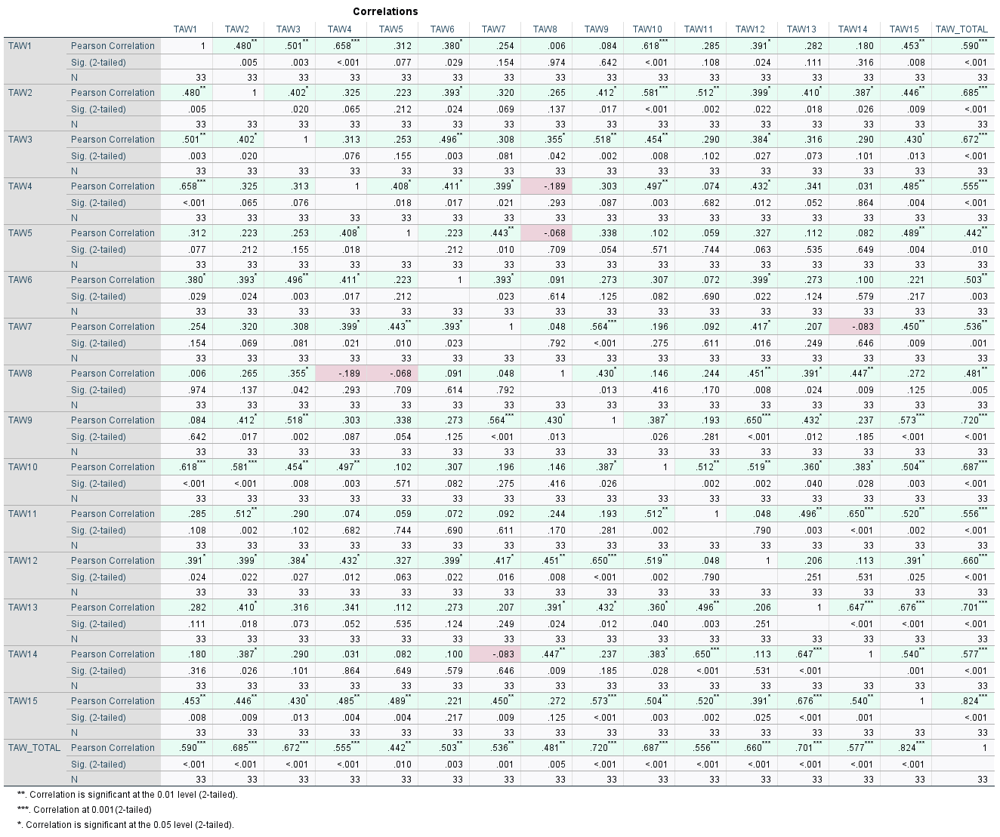 Correlations
TAW1 TAW2 TAW3 TAW4 TAW5 TAW6 TAW7 TAW8 TAW9 TAW10 TAW11 TAW12 TAW13 TAW14 TAW15 TAW_TOTAL
TAW1 Pearson Correlation 1 .480** .501** .658*** .312 .380* .254 .006 .084 .618*** .285 .391* .282 .180 .453** .590***
Sig. (2-tailed) .005 .003 <.001 .077 .029 .154 .974 .642 <.001 .108 .024 .111 .316 .008 <.001
N 33 33 33 33 33 33 33 33 33 33 33 33 33 33 33 33
TAW2 Pearson Correlation .480** 1 .402* .325 .223 .393* .320 .265 .412* .581*** .512** .399* .410* .387* .446** .685***
Sig. (2-tailed) .005 .020 .065 .212 .024 .069 .137 .017 <.001 .002 .022 .018 .026 .009 <.001
N 33 33 33 33 33 33 33 33 33 33 33 33 33 33 33 33
TAW3 Pearson Correlation .501** .402* 1 .313 .253 .496** .308 .355* .518** .454** .290 .384* .316 .290 .430* .672***
Sig. (2-tailed) .003 .020 .076 .155 .003 .081 .042 .002 .008 .102 .027 .073 .101 .013 <.001
N 33 33 33 33 33 33 33 33 33 33 33 33 33 33 33 33
TAW4 Pearson Correlation .658*** .325 .313 1 .408* .411* .399* -.189 .303 .497** .074 .432* .341 .031 .485** .555***
Sig. (2-tailed) <.001 .065 .076 .018 .017 .021 .293 .087 .003 .682 .012 .052 .864 .004 <.001
N 33 33 33 33 33 33 33 33 33 33 33 33 33 33 33 33
TAW5 Pearson Correlation .312 .223 .253 .408* 1 .223 .443** -.068 .338 .102 .059 .327 .112 .082 .489** .442**
Sig. (2-tailed) .077 .212 .155 .018 .212 .010 .709 .054 .571 .744 .063 .535 .649 .004 .010
N 33 33 33 33 33 33 33 33 33 33 33 33 33 33 33 33
TAW6 Pearson Correlation .380* .393* .496** .411* .223 1 .393* .091 .273 .307 .072 .399* .273 .100 .221 .503**
Sig. (2-tailed) .029 .024 .003 .017 .212 .023 .614 .125 .082 .690 .022 .124 .579 .217 .003
N 33 33 33 33 33 33 33 33 33 33 33 33 33 33 33 33
TAW7 Pearson Correlation .254 .320 .308 .399* .443** .393* 1 .048 .564*** .196 .092 .417* .207 -.083 .450** .536**
Sig. (2-tailed) .154 .069 .081 .021 .010 .023 .792 <.001 .275 .611 .016 .249 .646 .009 .001
N 33 33 33 33 33 33 33 33 33 33 33 33 33 33 33 33
TAW8 Pearson Correlation .006 .265 .355* -.189 -.068 .091 .048 1 .430* .146 .244 .451** .391* .447** .272 .481**
Sig. (2-tailed) .974 .137 .042 .293 .709 .614 .792 .013 .416 .170 .008 .024 .009 .125 .005
N 33 33 33 33 33 33 33 33 33 33 33 33 33 33 33 33
TAW9 Pearson Correlation .084 .412* .518** .303 .338 .273 .564*** .430* 1 .387* .193 .650*** .432* .237 .573*** .720***
Sig. (2-tailed) .642 .017 .002 .087 .054 .125 <.001 .013 .026 .281 <.001 .012 .185 <.001 <.001
N 33 33 33 33 33 33 33 33 33 33 33 33 33 33 33 33
TAW10 Pearson Correlation .618*** .581*** .454** .497** .102 .307 .196 .146 .387* 1 .512** .519** .360* .383* .504** .687***
Sig. (2-tailed) <.001 <.001 .008 .003 .571 .082 .275 .416 .026 .002 .002 .040 .028 .003 <.001
N 33 33 33 33 33 33 33 33 33 33 33 33 33 33 33 33
TAW11 Pearson Correlation .285 .512** .290 .074 .059 .072 .092 .244 .193 .512** 1 .048 .496** .650*** .520** .556***
Sig. (2-tailed) .108 .002 .102 .682 .744 .690 .611 .170 .281 .002 .790 .003 <.001 .002 <.001
N 33 33 33 33 33 33 33 33 33 33 33 33 33 33 33 33
TAW12 Pearson Correlation .391* .399* .384* .432* .327 .399* .417* .451** .650*** .519** .048 1 .206 .113 .391* .660***
Sig. (2-tailed) .024 .022 .027 .012 .063 .022 .016 .008 <.001 .002 .790 .251 .531 .025 <.001
N 33 33 33 33 33 33 33 33 33 33 33 33 33 33 33 33
TAW13 Pearson Correlation .282 .410* .316 .341 .112 .273 .207 .391* .432* .360* .496** .206 1 .647*** .676*** .701***
Sig. (2-tailed) .111 .018 .073 .052 .535 .124 .249 .024 .012 .040 .003 .251 <.001 <.001 <.001
N 33 33 33 33 33 33 33 33 33 33 33 33 33 33 33 33
TAW14 Pearson Correlation .180 .387* .290 .031 .082 .100 -.083 .447** .237 .383* .650*** .113 .647*** 1 .540** .577***
Sig. (2-tailed) .316 .026 .101 .864 .649 .579 .646 .009 .185 .028 <.001 .531 <.001 .001 <.001
N 33 33 33 33 33 33 33 33 33 33 33 33 33 33 33 33
TAW15 Pearson Correlation .453** .446** .430* .485** .489** .221 .450** .272 .573*** .504** .520** .391* .676*** .540** 1 .824***
Sig. (2-tailed) .008 .009 .013 .004 .004 .217 .009 .125 <.001 .003 .002 .025 <.001 .001 <.001
N 33 33 33 33 33 33 33 33 33 33 33 33 33 33 33 33
TAW_TOTAL Pearson Correlation .590*** .685*** .672*** .555*** .442** .503** .536** .481** .720*** .687*** .556*** .660*** .701*** .577*** .824*** 1
Sig. (2-tailed) <.001 <.001 <.001 <.001 .010 .003 .001 .005 <.001 <.001 <.001 <.001 <.001 <.001 <.001
N 33 33 33 33 33 33 33 33 33 33 33 33 33 33 33 33
**. Correlation is significant at the 0.01 level (2-tailed).
***. Correlation at 0.001(2-tailed)
*. Correlation is significant at the 0.05 level (2-tailed).